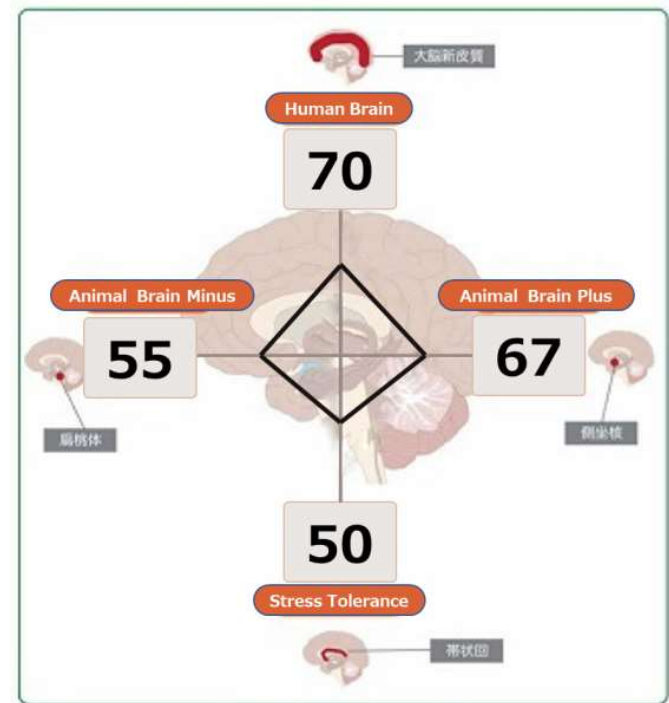 大脳新皮質
Human Brain
70
Animal Brain Minus
55
扁桃体
Animal Brain Plus
67
側坐核
50
Stress Tolerance
帯状回